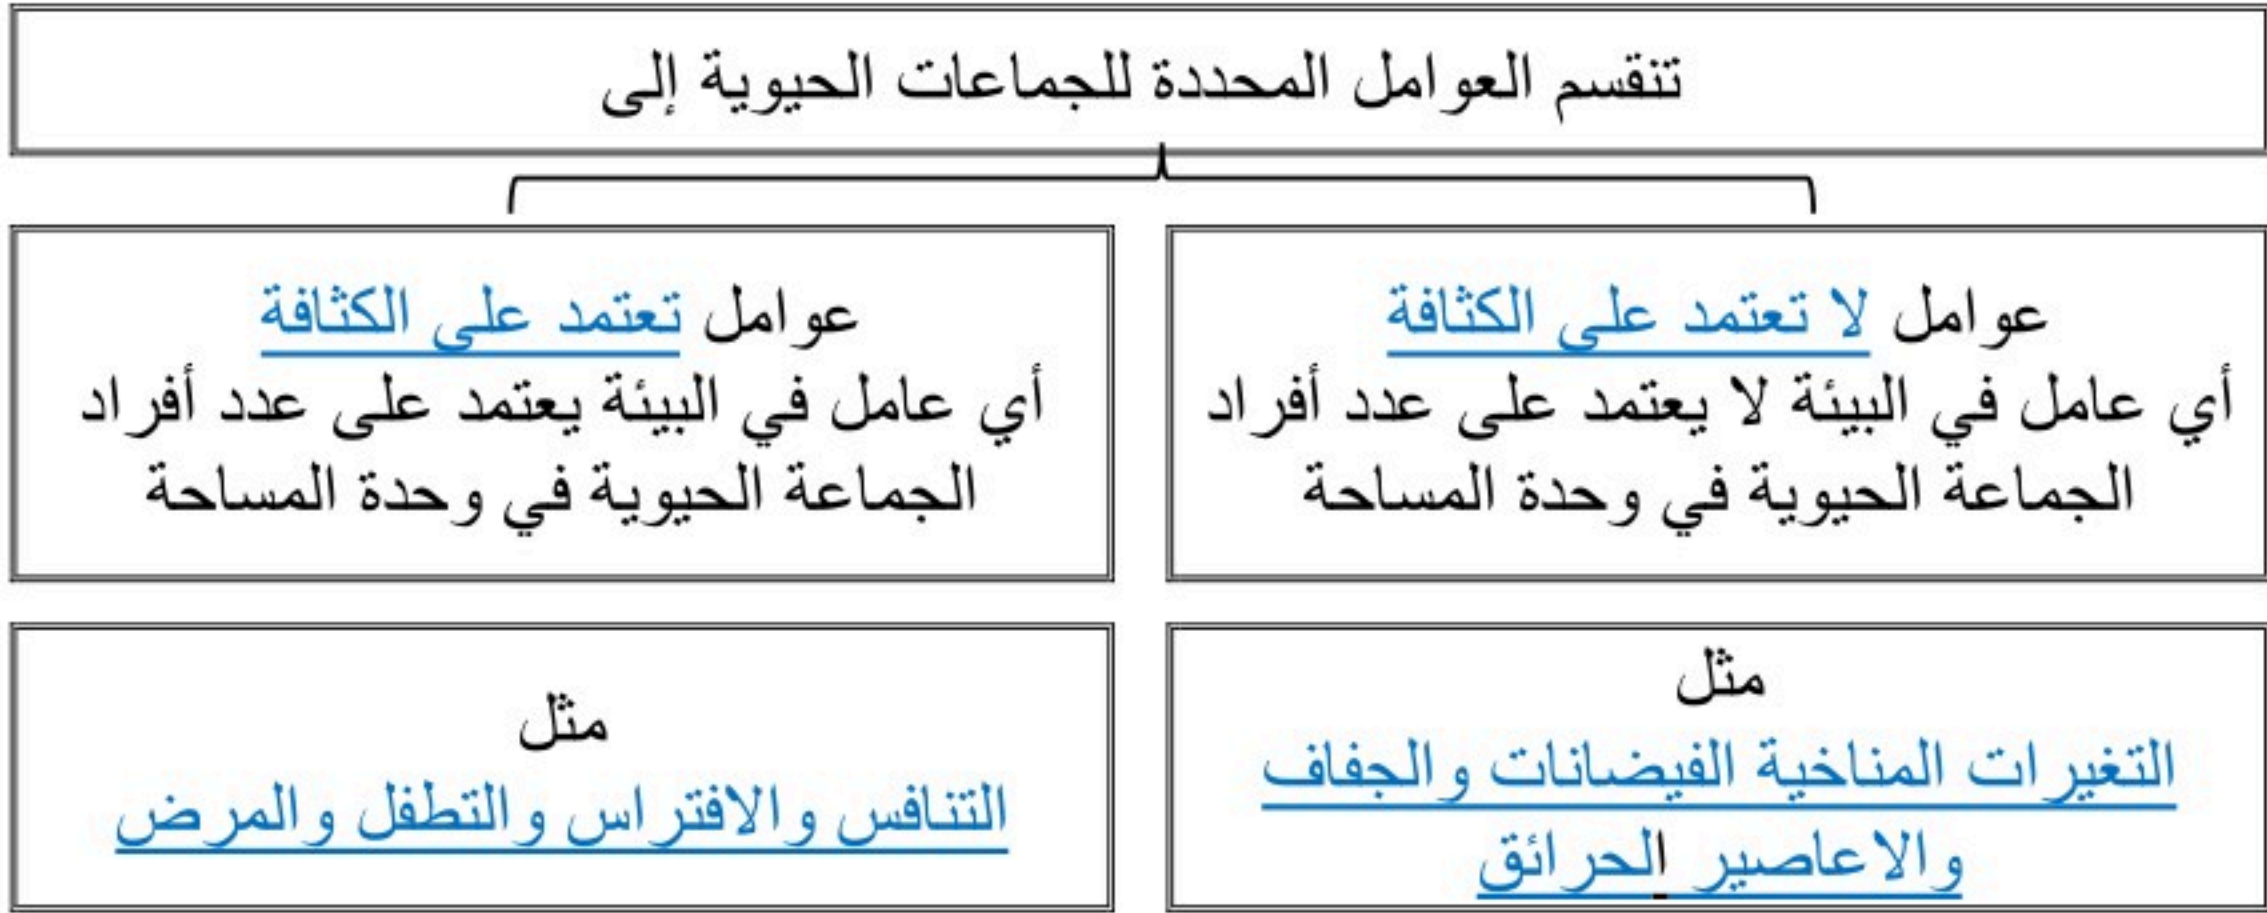 تنقسم العوامل المحددة للجماعات الحيوية إلى
عوامل لا تعتمد على الكثافة
أي عامل في البيئة لا يعتمد على عدد أفراد
الجماعة الحيوية في وحدة المساحة
عوامل تعتمد على الكثافة
أي عامل في البيئة يعتمد على عدد أفراد
الجماعة الحيوية في وحدة المساحة
مثل
التغيرات المناخية الفيضانات والجفاف
والاعاصير الحرائق
مثل
التنافس والافتراس والتطفل والمرض